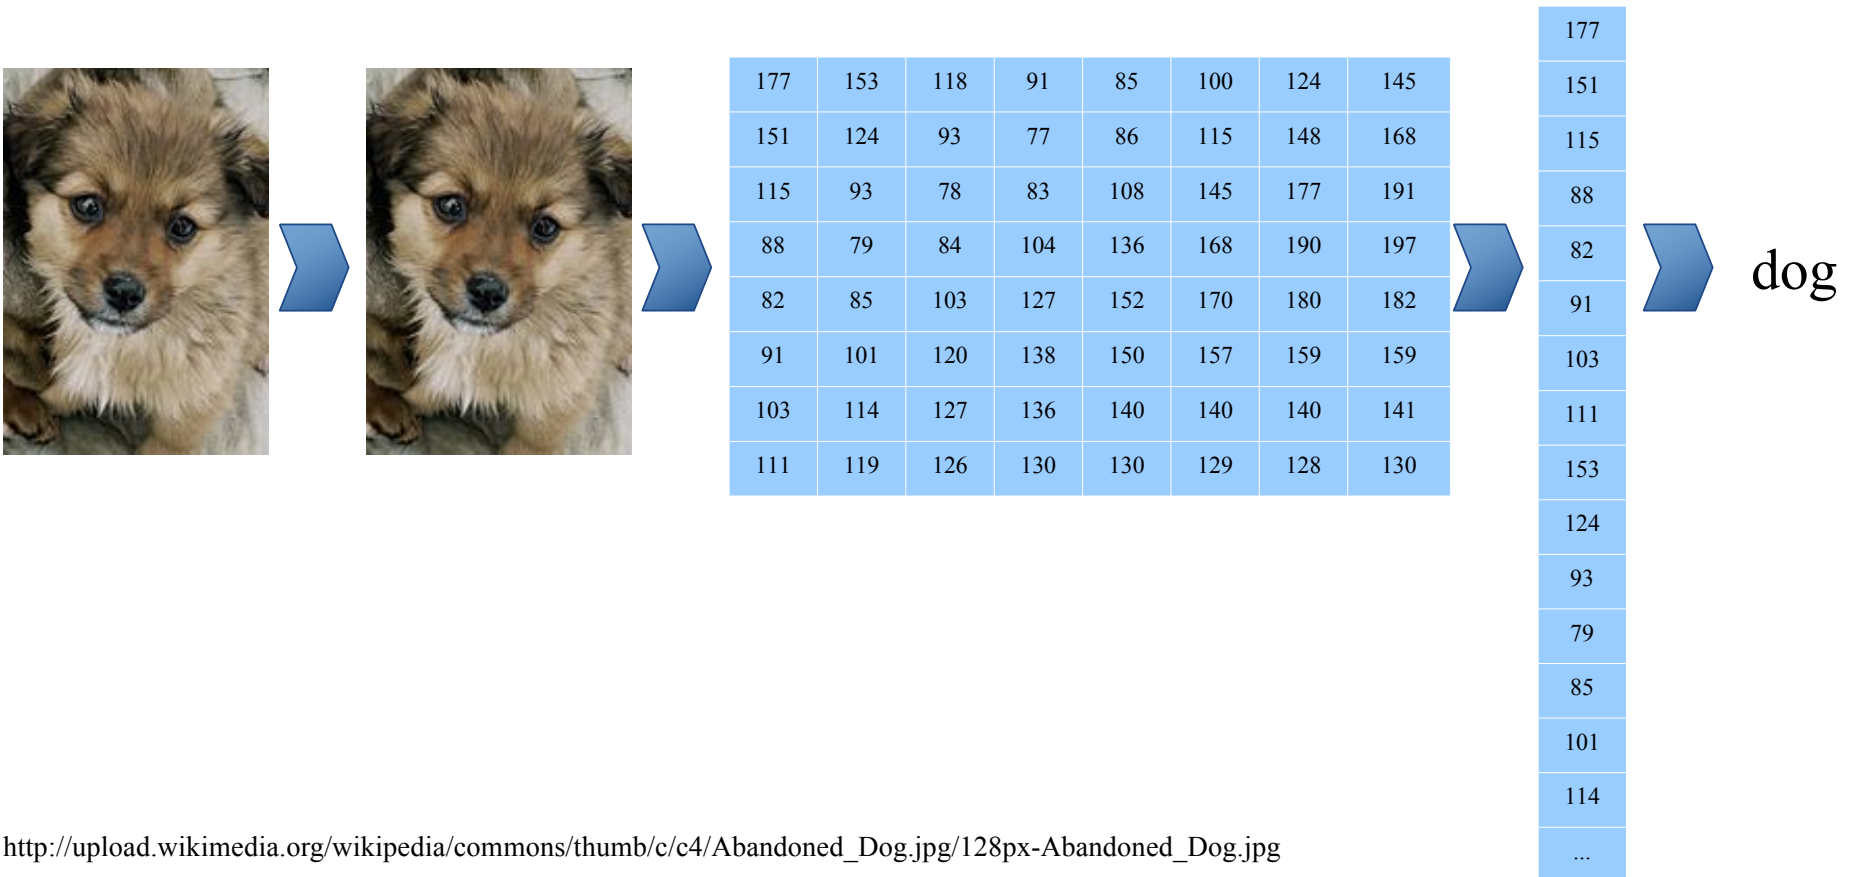 177 153 118 91 85 100 124 145
151 124 93 77 86 115 148 168
115 93 78 83 108 145 177 191
88 79 84 104 136 168 190 197
82 85 103 127 152 170 180 182
91 101 120 138 150 157 159 159
103 114 127 136 140 140 140 141
111 119 126 130 130 129 128 130
177
151
115
88
82
91
103
111
153
124
93
79
85
101
114
...
dog
http://upload.wikimedia.org/wikipedia/commons/thumb/c/c4/Abandoned_Dog.jpg/128px-Abandoned_Dog.jpg